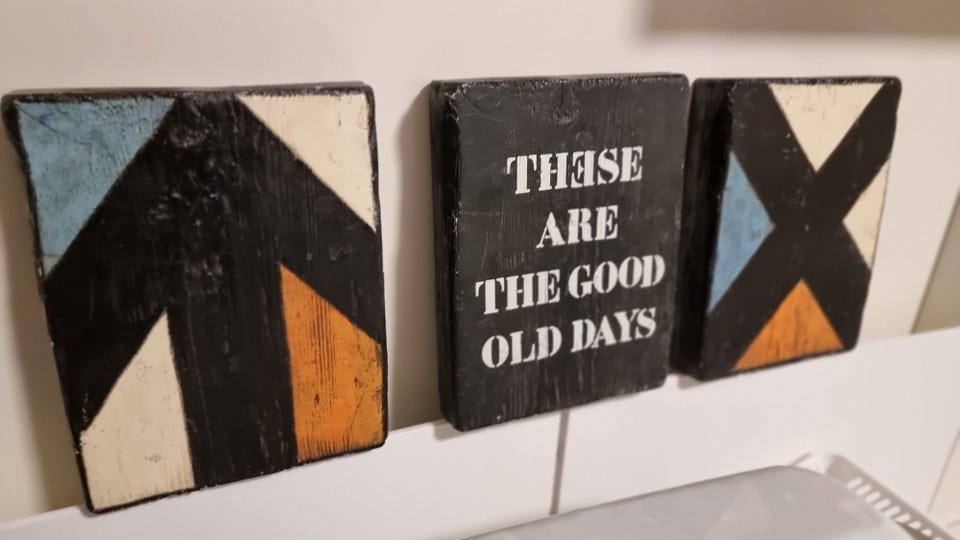 THESE
ARE
THE GOOD
OLD DAYS